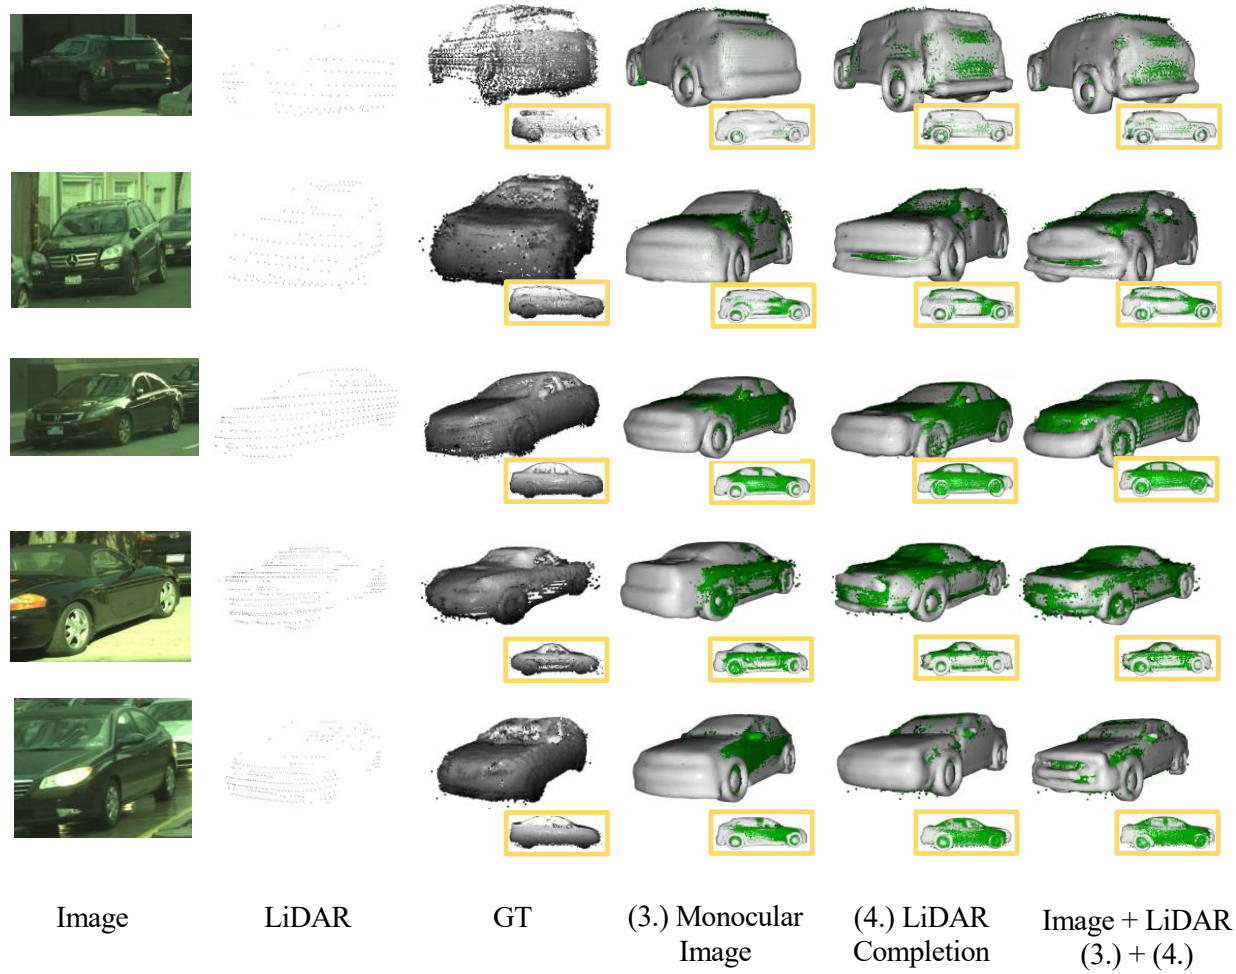 Image
LiDAR
GT
(3.) Monocular
Image
(4.) LiDAR
Completion
Image + LiDAR
(3.) + (4.)